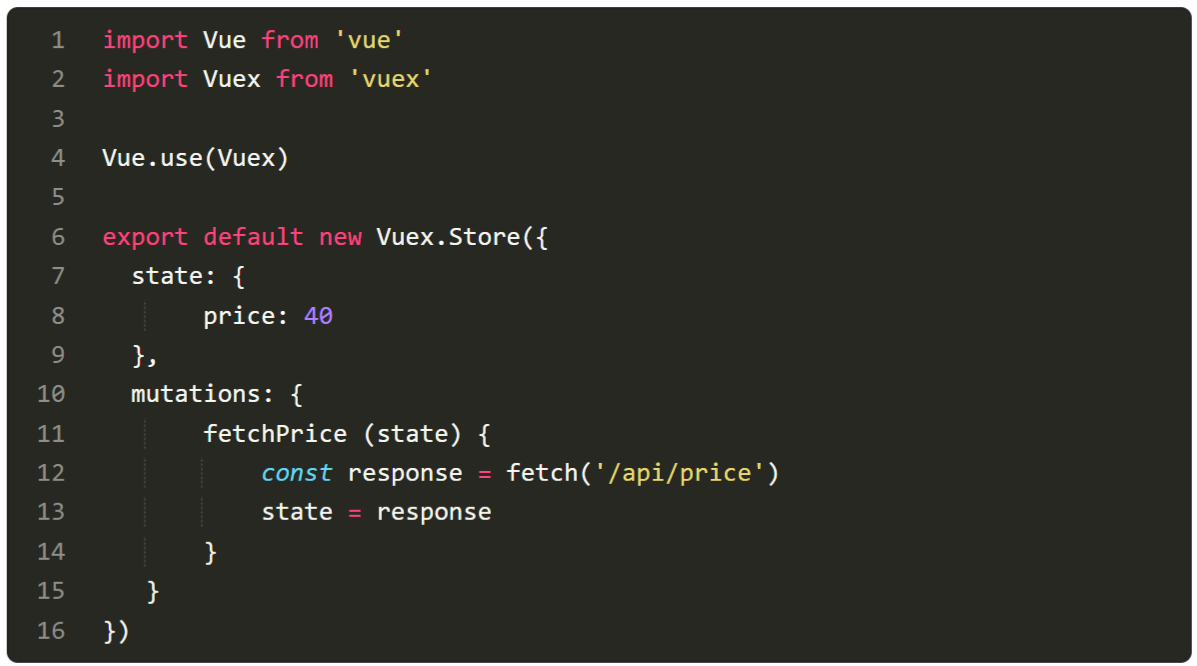 1 import Vue from 'vue'
2 import Vuex from 'vuex'
3
4 Vue.use(Vuex)
5
6 export default new Vuex.Store({
7   state: {
8        price: 40
9   },
10   mutations: {
11        fetchPrice (state) {
12            const response = fetch('/api/price')
13            state = response
14        }
15    }
16 })